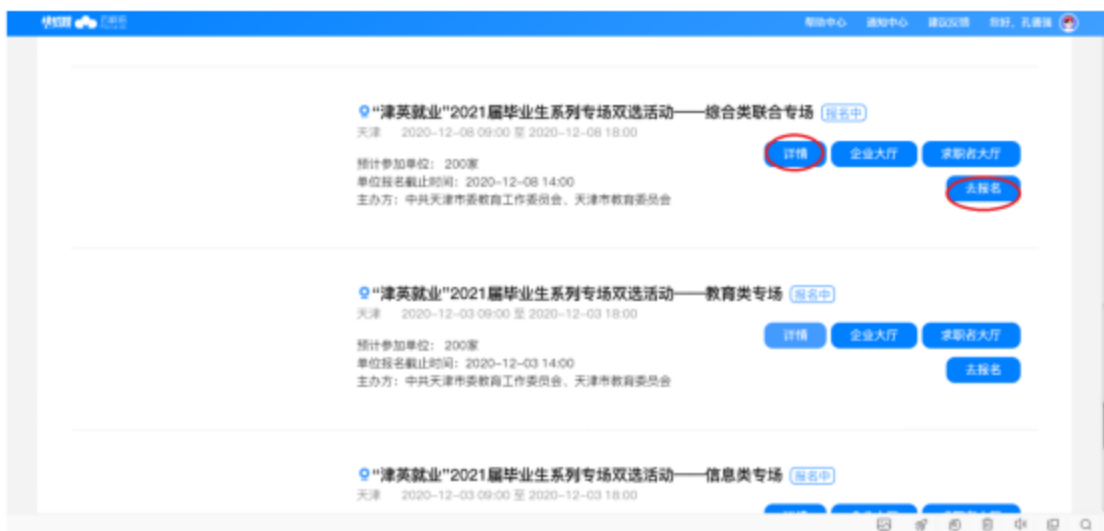 帮助中心 通知中心 建议反馈
"津英就业"2021届毕业生系列专场双选活动——综合类联合专场 报名中
天津 2020-12-08 09:00 至 2020-12-08 18:00
详情 企业大厅 求职者大厅
预计参加单位： 200家
单位报名截止时间：2020-12-08 14:00
去报名
主办方：中共天津市委教育工作委员会、天津市教育委员会
"津英就业"2021届毕业生系列专场双选活动——教育类专场 报名中
天津 2020-12-03 09:00 至 2020-12-03 18:00
详情 企业大厅 求职者大厅
预计参加单位： 200家
单位报名截止时间：2020-12-03 14:00
去报名
主办方：中共天津市委教育工作委员会、天津市教育委员会
"津英就业"2021届毕业生系列专场双选活动——信息类专场 报名中
天津 2020-12-03 09:00 至 2020-12-03 18:00